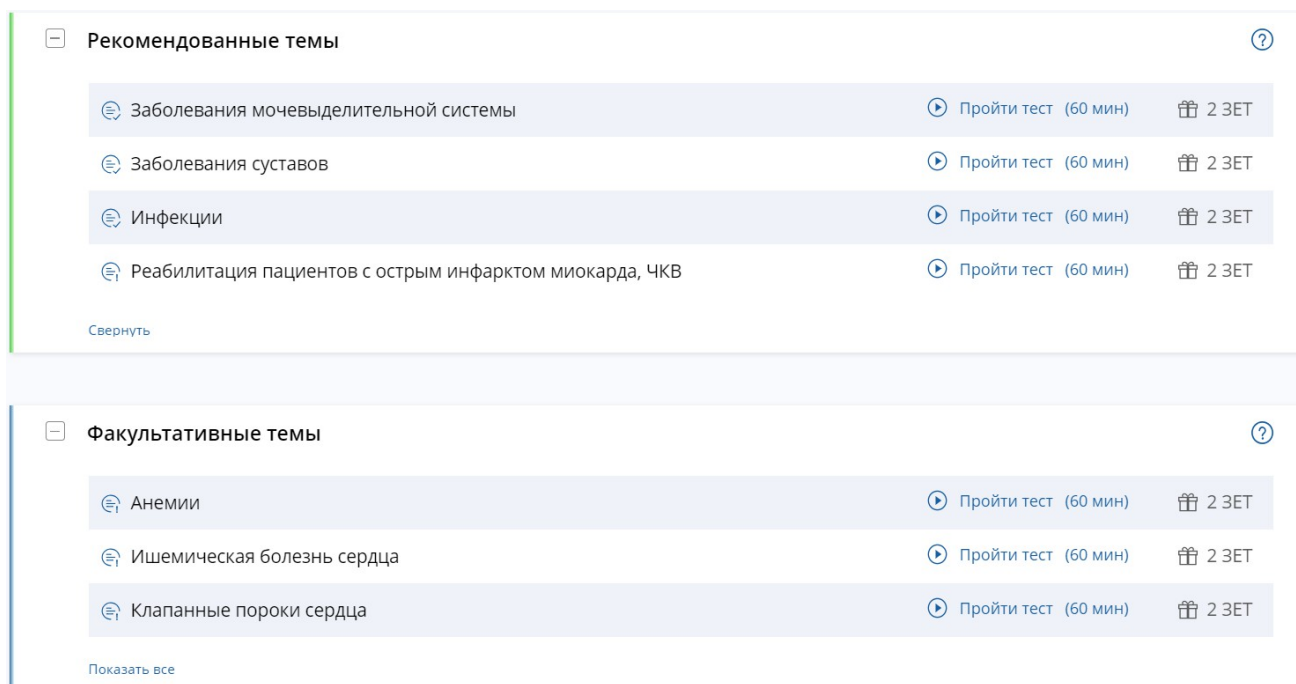 Рекомендованные темы ?
Заболевания мочевыделительной системы Пройти тест (60 мин) 2 ЗЕТ
Заболевания суставов Пройти тест (60 мин) 2 ЗЕТ
Инфекции Пройти тест (60 мин) 2 ЗЕТ
Реабилитация пациентов с острым инфарктом миокарда, ЧКВ Пройти тест (60 мин) 2 ЗЕТ
Свернуть
Факультативные темы ?
Анемии Пройти тест (60 мин) 2 ЗЕТ
Ишемическая болезнь сердца Пройти тест (60 мин) 2 ЗЕТ
Клапанные пороки сердца Пройти тест (60 мин) 2 ЗЕТ
Показать все